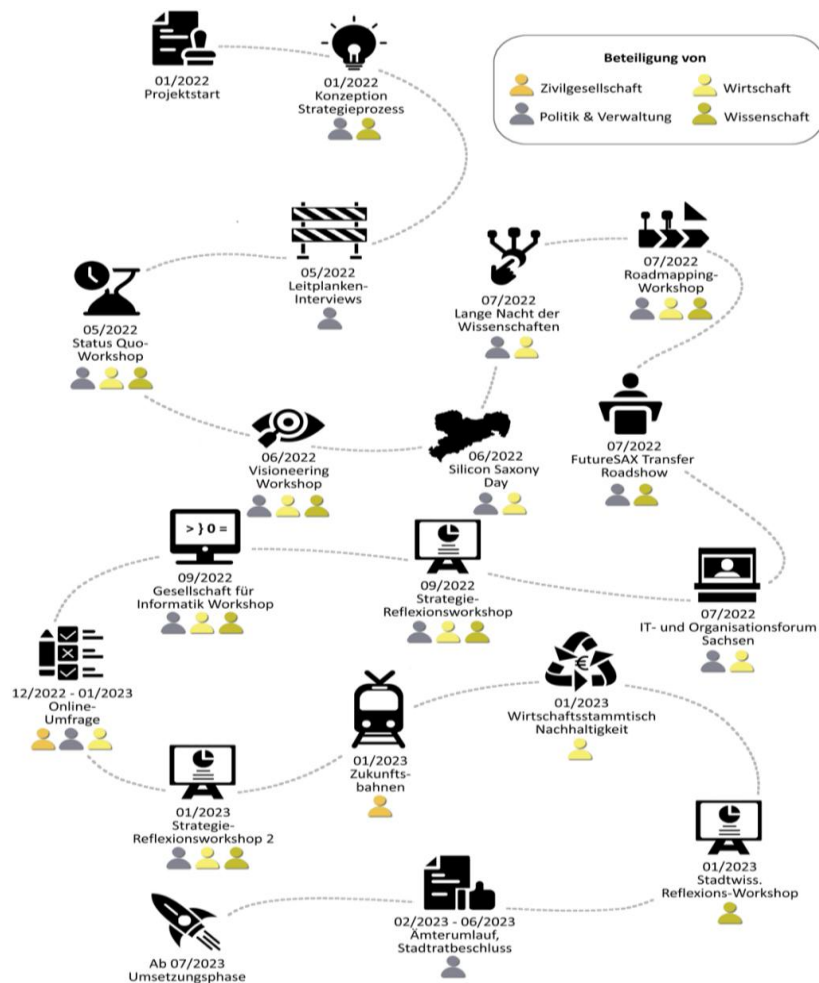 01/2022
Projektstart
01/2022
Konzeption
Strategieprozess
Beteiligung von
Zivilgesellschaft
Wirtschaft
Politik & Verwaltung
Wissenschaft
05/2022
Leitplanken-
Interviews
05/2022
Status Quo-
Workshop
06/2022
Visioneering
Workshop
06/2022
Silicon Saxony
Day
07/2022
Lange Nacht der
Wissenschaften
07/2022
Roadmapping-
Workshop
07/2022
FutureSAX Transfer
Roadshow
07/2022
IT- und Organisationsforum
Sachsen
09/2022
Strategie-
Reflexionsworkshop
> } 0 =
09/2022
Gesellschaft für
Informatik Workshop
12/2022 - 01/2023
Online-
Umfrage
01/2023
Strategie-
Reflexionsworkshop 2
01/2023
Zukunfts-
bahnen
€
01/2023
Wirtschaftsstammtisch
Nachhaltigkeit
01/2023
Stadtwiss.
Reflexions-Workshop
02/2023 - 06/2023
Ämterumlauf,
Stadtratbeschluss
Ab 07/2023
Umsetzungsphase